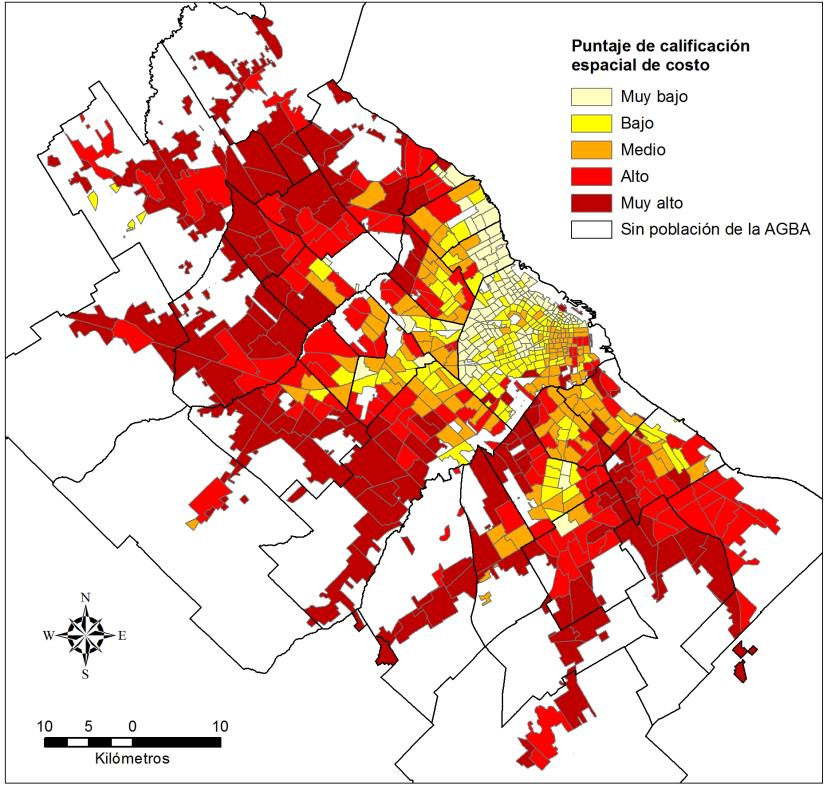 Puntaje de calificación
espacial de costo
Muy bajo
Bajo
Medio
Alto
Muy alto
Sin población de la AGBA
N
W E
S
10 5 0 10
Kilómetros